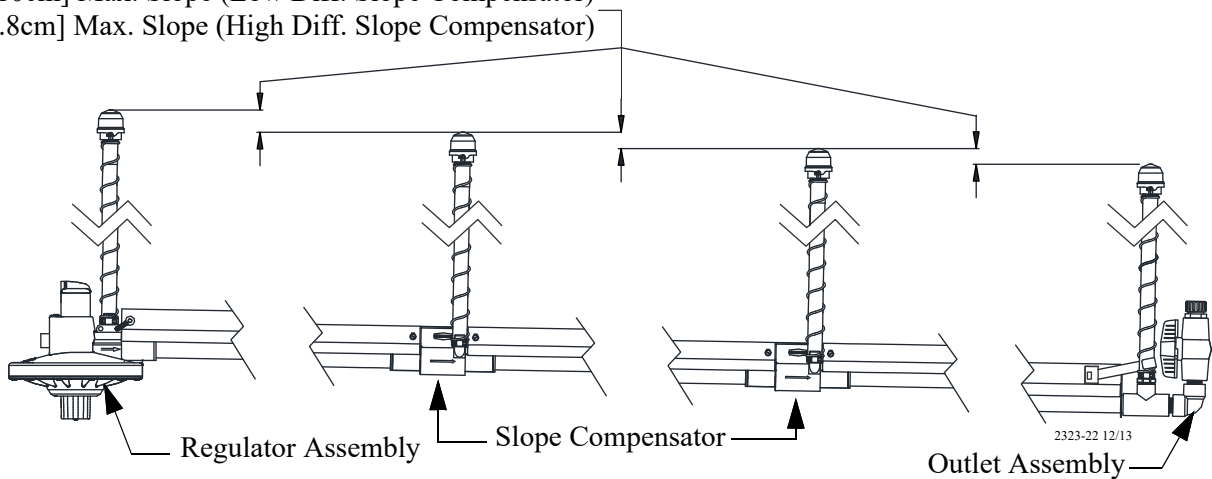 Max. Slope (Low Diff. Slope Compensator)
.8cm] Max. Slope (High Diff. Slope Compensator)
Regulator Assembly
Slope Compensator
2323-22 12/13
Outlet Assembly